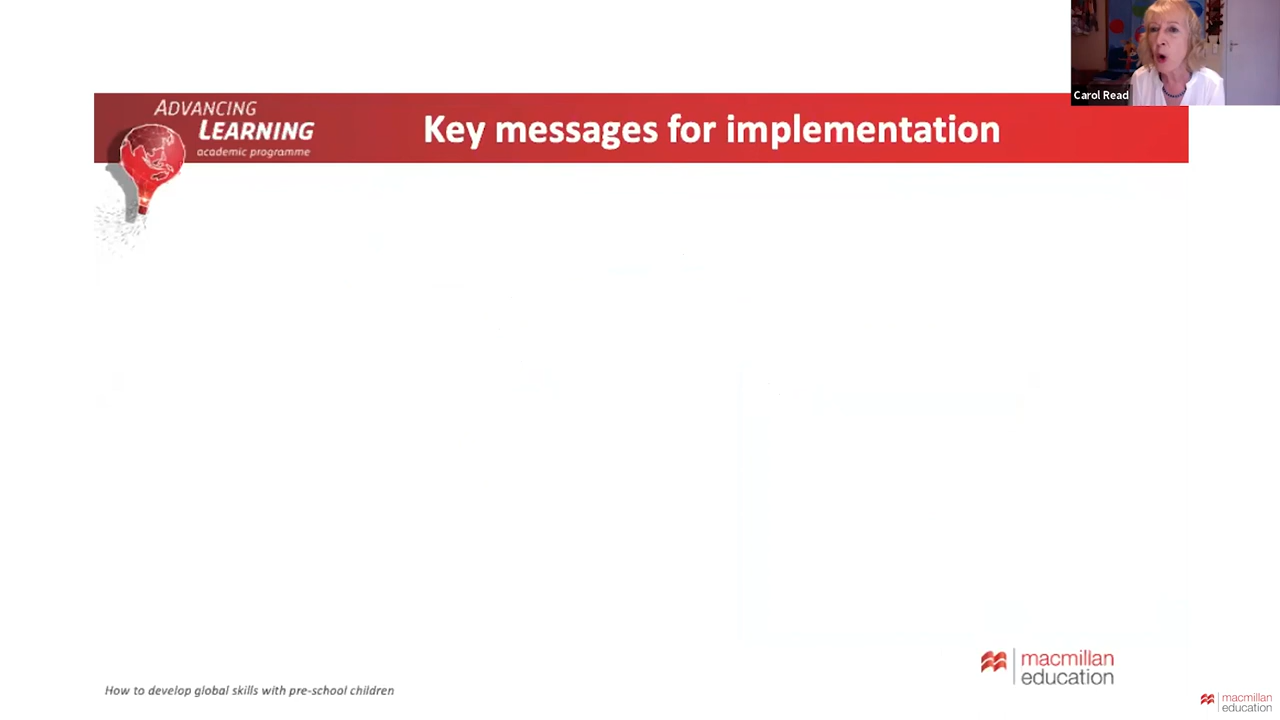 Carol Read
ADVANCING
LEARNING
academic programme
Key messages for implementation
macmillan
education
How to develop global skills with pre-school children
macmillan
education